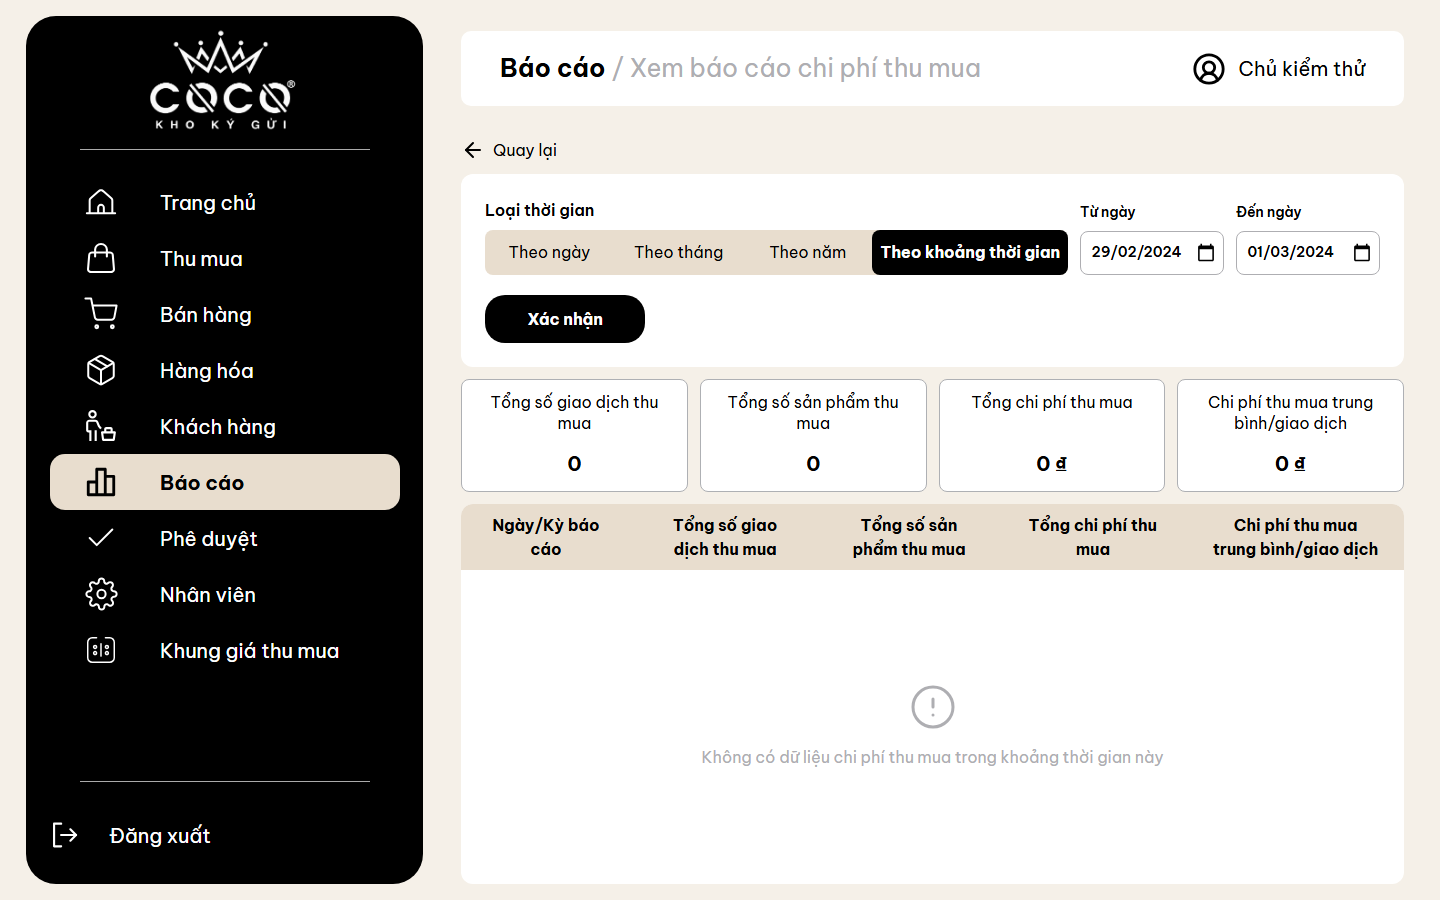 COCO®
KHO KÝ GỬI
Trang chủ
Thu mua
Bán hàng
Hàng hóa
Khách hàng
Báo cáo
Phê duyệt
Nhân viên
Khung giá thu mua
Đăng xuất
Báo cáo / Xem báo cáo chi phí thu mua
Chủ kiểm thử
Quay lại
Loại thời gian
Theo ngày
Theo tháng
Theo năm
Theo khoảng thời gian
Từ ngày
29/02/2024
Đến ngày
01/03/2024
Xác nhận
Tổng số giao dịch thu
mua
0
Tổng số sản phẩm thu
mua
0
Tổng chi phí thu mua
0 ₫
Chi phí thu mua trung
bình/giao dịch
0 ₫
Ngày/Kỳ báo
cáo
Tổng số giao
dịch thu mua
Tổng số sản
phẩm thu mua
Tổng chi phí thu
mua
Chi phí thu mua
trung bình/giao dịch
Không có dữ liệu chi phí thu mua trong khoảng thời gian này